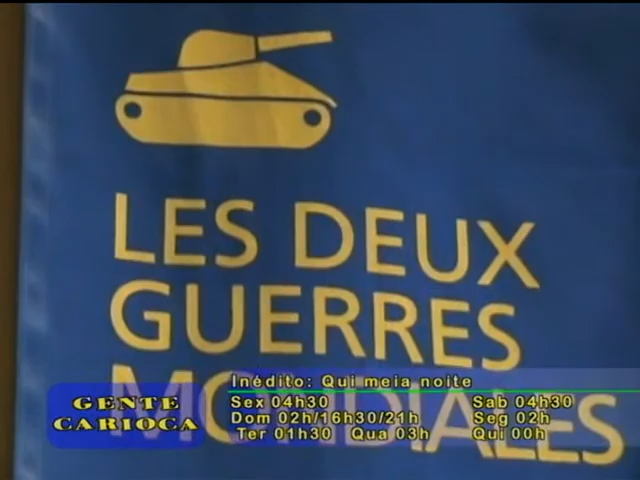 LES DEUX
GUERRES
MONDIALES
GENTE
CARIOCA
Inédito: Qui meia noite
Sex 04h30 Sab 04h30
Dom 02h/16h30/21h Seg 02h
Ter 01h30 Qua 03h Qui 00h